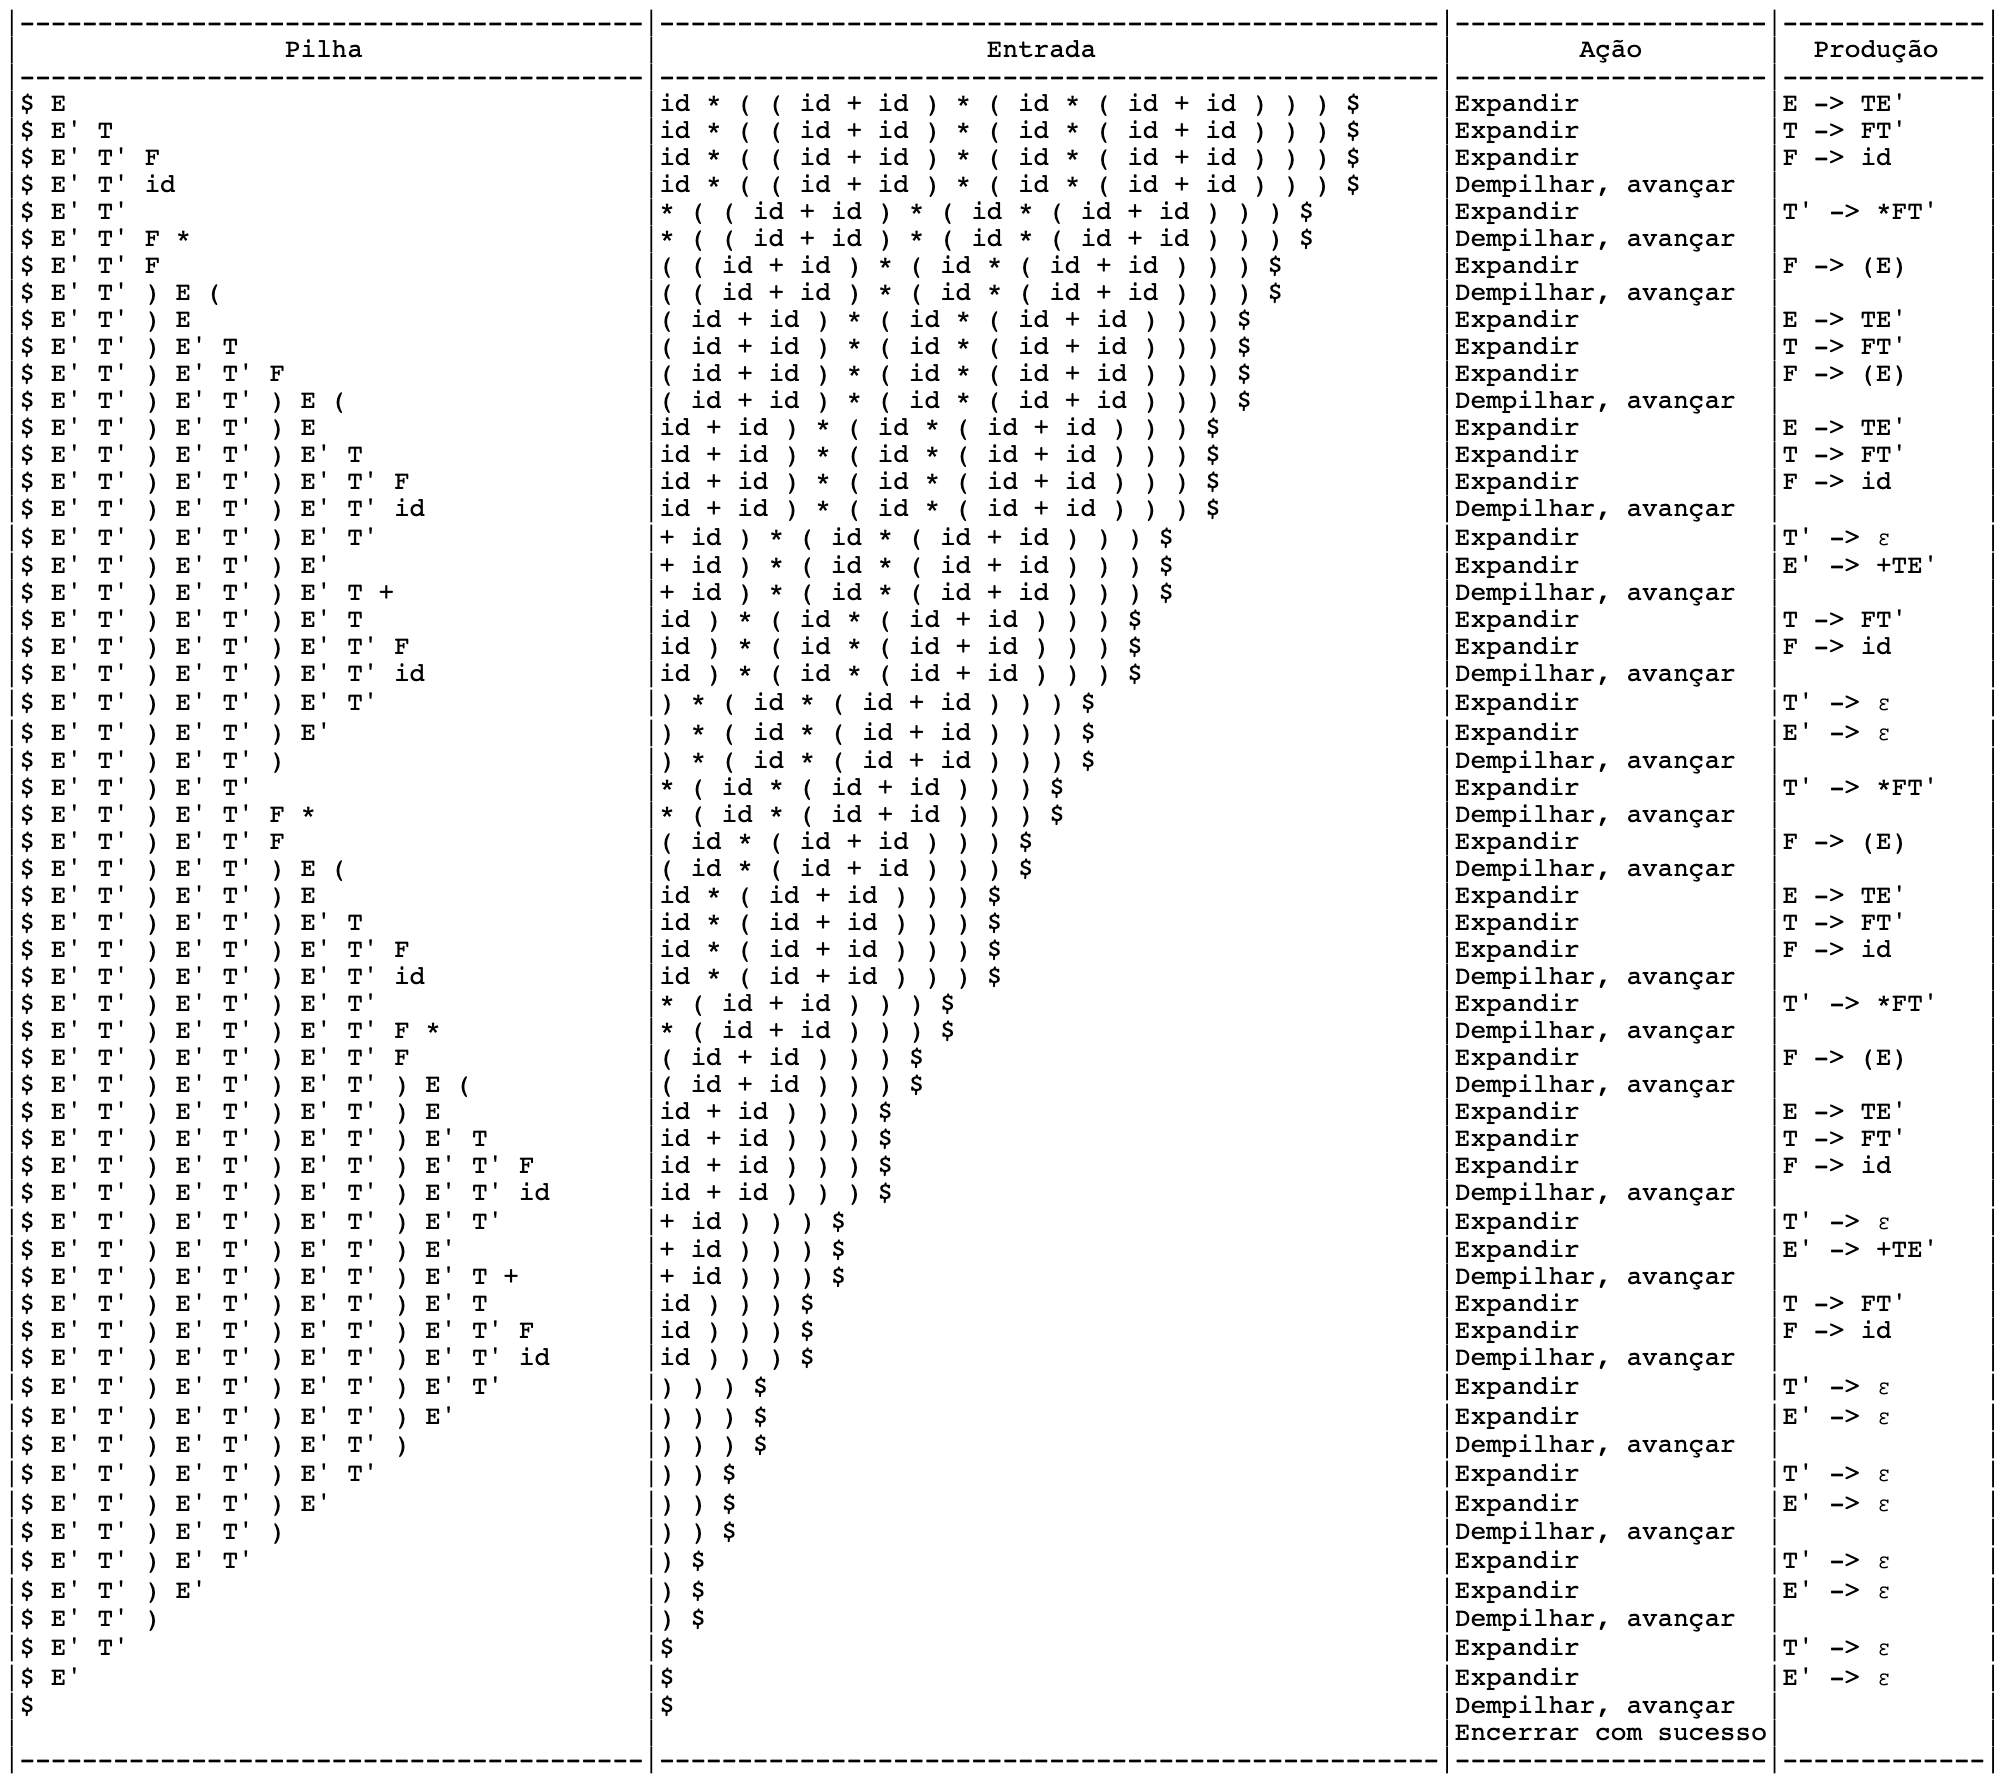 |----------------------------------------|--------------------------------------------------|--------------------|-------------|
| Pilha | Entrada | Ação | Produção |
|----------------------------------------|--------------------------------------------------|--------------------|-------------|
|$ E |id * ( ( id + id ) * ( id * ( id + id ) ) ) $ |Expandir |E -> TE' |
|$ E' T |id * ( ( id + id ) * ( id * ( id + id ) ) ) $ |Expandir |T -> FT' |
|$ E' T' F |id * ( ( id + id ) * ( id * ( id + id ) ) ) $ |Expandir |F -> id |
|$ E' T' id |id * ( ( id + id ) * ( id * ( id + id ) ) ) $ |Dempilhar, avançar | |
|$ E' T' |* ( ( id + id ) * ( id * ( id + id ) ) ) $ |Expandir |T' -> *FT' |
|$ E' T' F * |* ( ( id + id ) * ( id * ( id + id ) ) ) $ |Dempilhar, avançar | |
|$ E' T' F |( ( id + id ) * ( id * ( id + id ) ) ) $ |Expandir |F -> (E) |
|$ E' T' ) E ( |( ( id + id ) * ( id * ( id + id ) ) ) $ |Dempilhar, avançar | |
|$ E' T' ) E |( id + id ) * ( id * ( id + id ) ) ) $ |Expandir |E -> TE' |
|$ E' T' ) E' T |( id + id ) * ( id * ( id + id ) ) ) $ |Expandir |T -> FT' |
|$ E' T' ) E' T' F |( id + id ) * ( id * ( id + id ) ) ) $ |Expandir |F -> (E) |
|$ E' T' ) E' T' ) E ( |( id + id ) * ( id * ( id + id ) ) ) $ |Dempilhar, avançar | |
|$ E' T' ) E' T' ) E |id + id ) * ( id * ( id + id ) ) ) $ |Expandir |E -> TE' |
|$ E' T' ) E' T' ) E' T |id + id ) * ( id * ( id + id ) ) ) $ |Expandir |T -> FT' |
|$ E' T' ) E' T' ) E' T' F |id + id ) * ( id * ( id + id ) ) ) $ |Expandir |F -> id |
|$ E' T' ) E' T' ) E' T' id |id + id ) * ( id * ( id + id ) ) ) $ |Dempilhar, avançar | |
|$ E' T' ) E' T' ) E' T' |+ id ) * ( id * ( id + id ) ) ) $ |Expandir |T' -> ε |
|$ E' T' ) E' T' ) E' |+ id ) * ( id * ( id + id ) ) ) $ |Expandir |E' -> +TE' |
|$ E' T' ) E' T' ) E' T + |+ id ) * ( id * ( id + id ) ) ) $ |Dempilhar, avançar | |
|$ E' T' ) E' T' ) E' T |id ) * ( id * ( id + id ) ) ) $ |Expandir |T -> FT' |
|$ E' T' ) E' T' ) E' T' F |id ) * ( id * ( id + id ) ) ) $ |Expandir |F -> id |
|$ E' T' ) E' T' ) E' T' id |id ) * ( id * ( id + id ) ) ) $ |Dempilhar, avançar | |
|$ E' T' ) E' T' ) E' T' |) * ( id * ( id + id ) ) ) $ |Expandir |T' -> ε |
|$ E' T' ) E' T' ) E' |) * ( id * ( id + id ) ) ) $ |Expandir |E' -> ε |
|$ E' T' ) E' T' ) |) * ( id * ( id + id ) ) ) $ |Dempilhar, avançar | |
|$ E' T' ) E' T' |* ( id * ( id + id ) ) ) $ |Expandir |T' -> *FT' |
|$ E' T' ) E' T' F * |* ( id * ( id + id ) ) ) $ |Dempilhar, avançar | |
|$ E' T' ) E' T' F |( id * ( id + id ) ) ) $ |Expandir |F -> (E) |
|$ E' T' ) E' T' ) E ( |( id * ( id + id ) ) ) $ |Dempilhar, avançar | |
|$ E' T' ) E' T' ) E |id * ( id + id ) ) ) $ |Expandir |E -> TE' |
|$ E' T' ) E' T' ) E' T |id * ( id + id ) ) ) $ |Expandir |T -> FT' |
|$ E' T' ) E' T' ) E' T' F |id * ( id + id ) ) ) $ |Expandir |F -> id |
|$ E' T' ) E' T' ) E' T' id |id * ( id + id ) ) ) $ |Dempilhar, avançar | |
|$ E' T' ) E' T' ) E' T' |* ( id + id ) ) ) $ |Expandir |T' -> *FT' |
|$ E' T' ) E' T' ) E' T' F * |* ( id + id ) ) ) $ |Dempilhar, avançar | |
|$ E' T' ) E' T' ) E' T' F |( id + id ) ) ) $ |Expandir |F -> (E) |
|$ E' T' ) E' T' ) E' T' ) E ( |( id + id ) ) ) $ |Dempilhar, avançar | |
|$ E' T' ) E' T' ) E' T' ) E |id + id ) ) ) $ |Expandir |E -> TE' |
|$ E' T' ) E' T' ) E' T' ) E' T |id + id ) ) ) $ |Expandir |T -> FT' |
|$ E' T' ) E' T' ) E' T' ) E' T' F |id + id ) ) ) $ |Expandir |F -> id |
|$ E' T' ) E' T' ) E' T' ) E' T' id |id + id ) ) ) $ |Dempilhar, avançar | |
|$ E' T' ) E' T' ) E' T' ) E' T' |+ id ) ) ) $ |Expandir |T' -> ε |
|$ E' T' ) E' T' ) E' T' ) E' |+ id ) ) ) $ |Expandir |E' -> +TE' |
|$ E' T' ) E' T' ) E' T' ) E' T + |+ id ) ) ) $ |Dempilhar, avançar | |
|$ E' T' ) E' T' ) E' T' ) E' T |id ) ) ) $ |Expandir |T -> FT' |
|$ E' T' ) E' T' ) E' T' ) E' T' F |id ) ) ) $ |Expandir |F -> id |
|$ E' T' ) E' T' ) E' T' ) E' T' id |id ) ) ) $ |Dempilhar, avançar | |
|$ E' T' ) E' T' ) E' T' ) E' T' |) ) ) $ |Expandir |T' -> ε |
|$ E' T' ) E' T' ) E' T' ) E' |) ) ) $ |Expandir |E' -> ε |
|$ E' T' ) E' T' ) E' T' ) |) ) ) $ |Dempilhar, avançar | |
|$ E' T' ) E' T' ) E' T' |) ) $ |Expandir |T' -> ε |
|$ E' T' ) E' T' ) E' |) ) $ |Expandir |E' -> ε |
|$ E' T' ) E' T' ) |) ) $ |Dempilhar, avançar | |
|$ E' T' ) E' T' |) $ |Expandir |T' -> ε |
|$ E' T' ) E' |) $ |Expandir |E' -> ε |
|$ E' T' ) |) $ |Dempilhar, avançar | |
|$ E' T' |$ |Expandir |T' -> ε |
|$ E' |$ |Expandir |E' -> ε |
|$ |$ |Dempilhar, avançar | |
| | |Encerrar com sucesso| |
|----------------------------------------|--------------------------------------------------|--------------------|-------------|